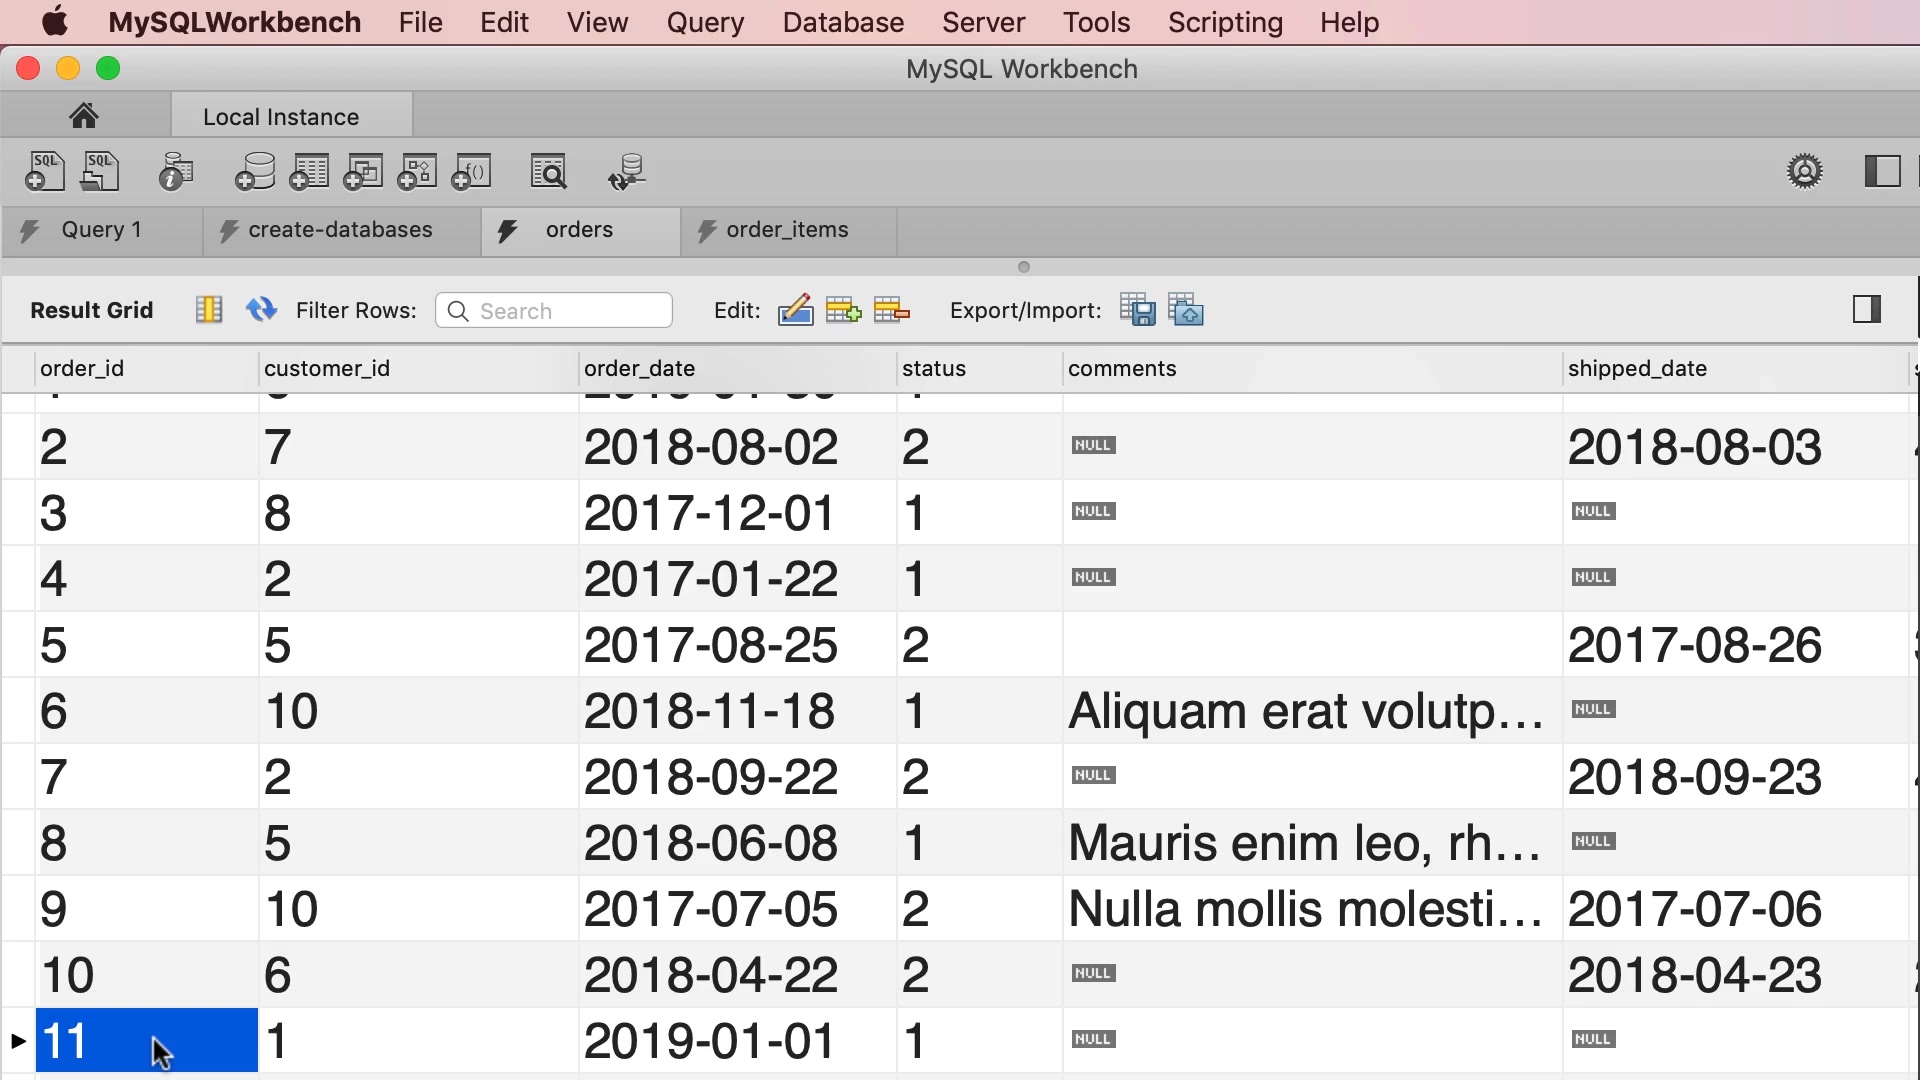 MySQLWorkbench File Edit View Query Database Server Tools Scripting Help
MySQL Workbench
Local Instance
SQL SQL i f()
Query 1 create-databases orders order_items
Result Grid Filter Rows: Search Edit: Export/Import:
order_id customer_id order_date status comments shipped_date
2 7 2018-08-02 2 NULL 2018-08-03
3 8 2017-12-01 1 NULL NULL
4 2 2017-01-22 1 NULL NULL
5 5 2017-08-25 2 2017-08-26
6 10 2018-11-18 1 Aliquam erat volutp... NULL
7 2 2018-09-22 2 NULL 2018-09-23
8 5 2018-06-08 1 Mauris enim leo, rh... NULL
9 10 2017-07-05 2 Nulla mollis molesti... 2017-07-06
10 6 2018-04-22 2 NULL 2018-04-23
11 1 2019-01-01 1 NULL NULL